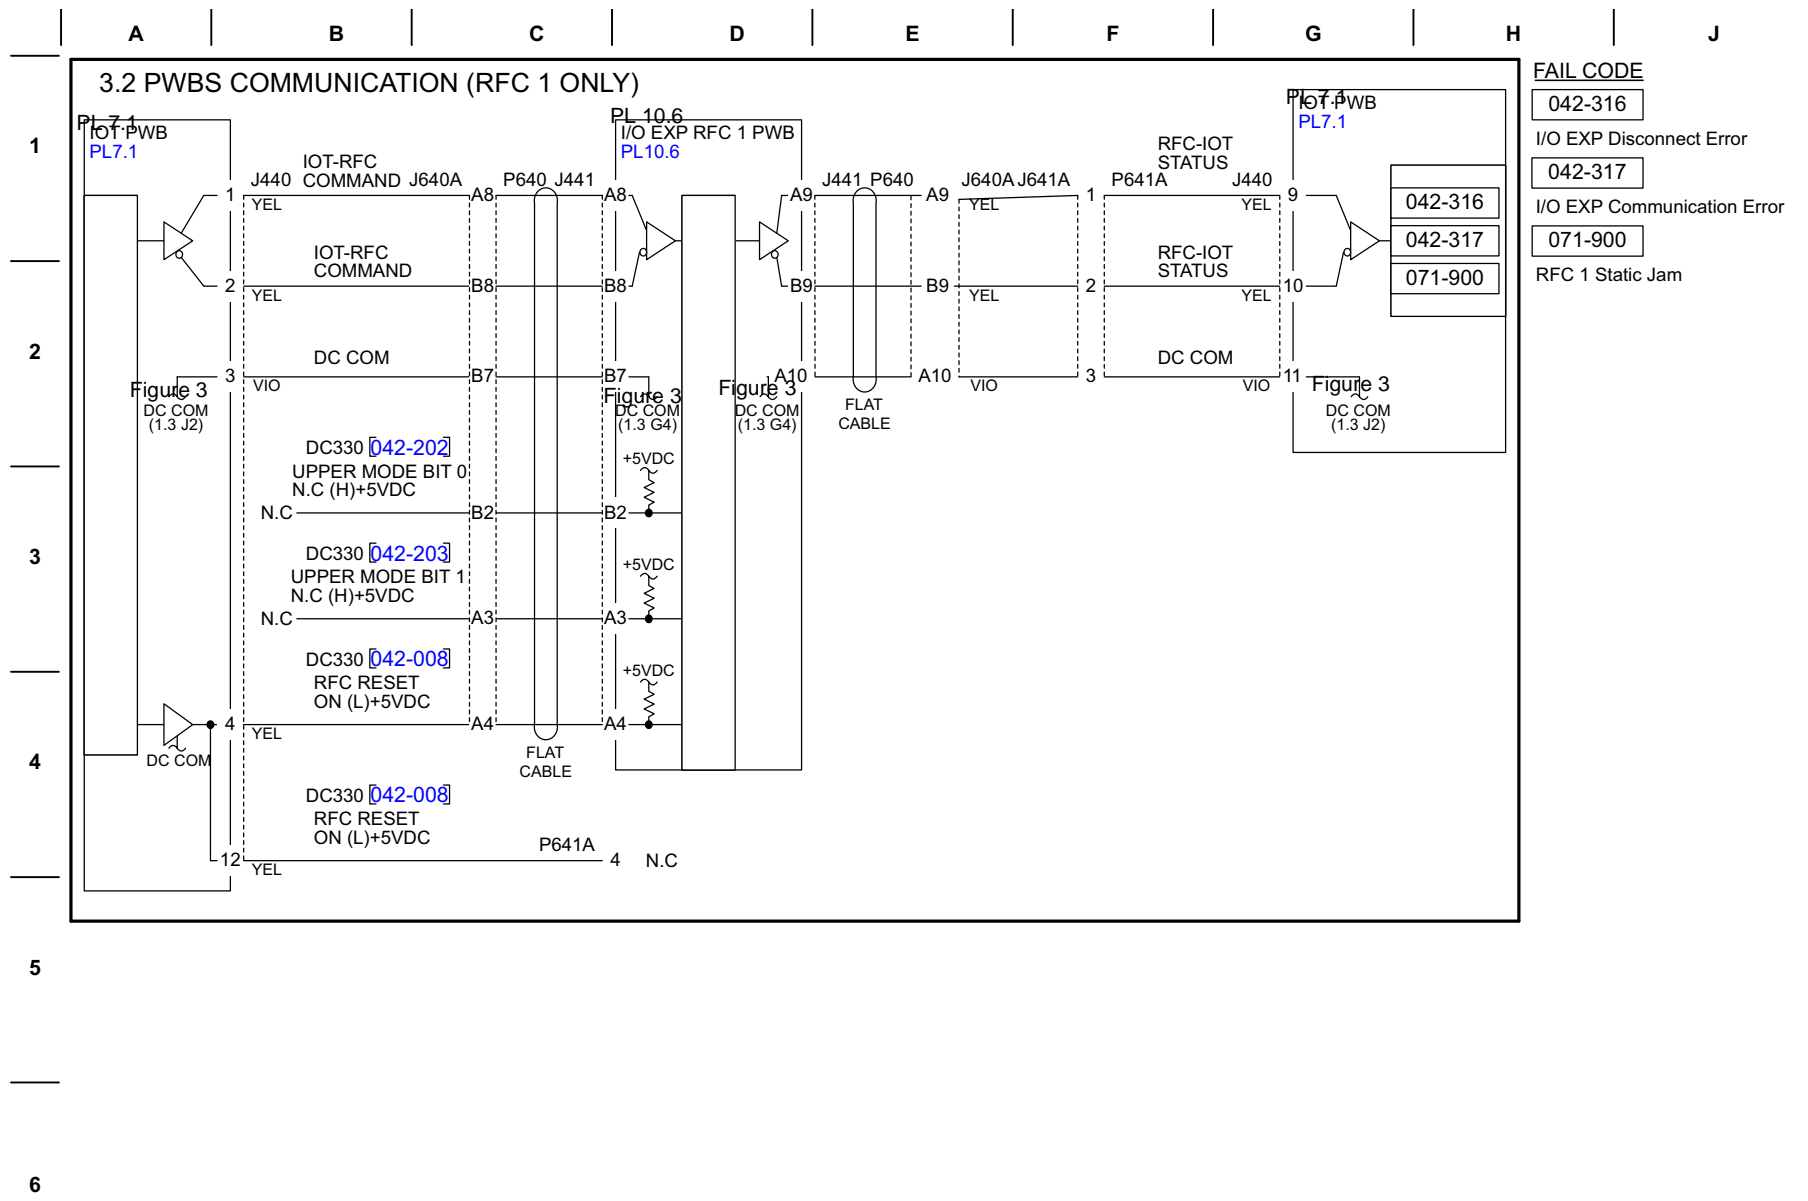 A B C D E F G H J
3.2 PWBS COMMUNICATION (RFC 1 ONLY)
FAIL CODE
042-316
I/O EXP Disconnect Error
042-317
I/O EXP Communication Error
071-900
RFC 1 Static Jam
1
2
3
4
5
6
PL 7.1
IOT PWB
PL7.1
PL 10.6
I/O EXP RFC 1 PWB
PL10.6
PL 7.1
IOT PWB
PL7.1
IOT-RFC
COMMAND
J440
J640A
P640
J441
1
YEL
A8
A8
IOT-RFC
COMMAND
2
YEL
B8
B8
DC COM
3
VIO
B7
B7
Figure 3
DC COM
(1.3 J2)
Figure 3
DC COM
(1.3 G4)
Figure 3
DC COM
(1.3 G4)
A9
J441
P640
A9
J640A
J641A
YEL
1
P641A
RFC-IOT
STATUS
J440
YEL
9
B9
B9
YEL
2
RFC-IOT
STATUS
YEL
10
A10
A10
VIO
3
DC COM
VIO
11
FLAT
CABLE
Figure 3
DC COM
(1.3 J2)
042-316
042-317
071-900
DC330 [042-202]
UPPER MODE BIT 0
N.C (H)+5VDC
N.C
B2
B2
+5VDC
DC330 [042-203]
UPPER MODE BIT 1
N.C (H)+5VDC
N.C
A3
A3
+5VDC
DC330 [042-008]
RFC RESET
ON (L)+5VDC
4
YEL
A4
A4
+5VDC
DC COM
FLAT
CABLE
DC330 [042-008]
RFC RESET
ON (L)+5VDC
12
YEL
P641A
4
N.C